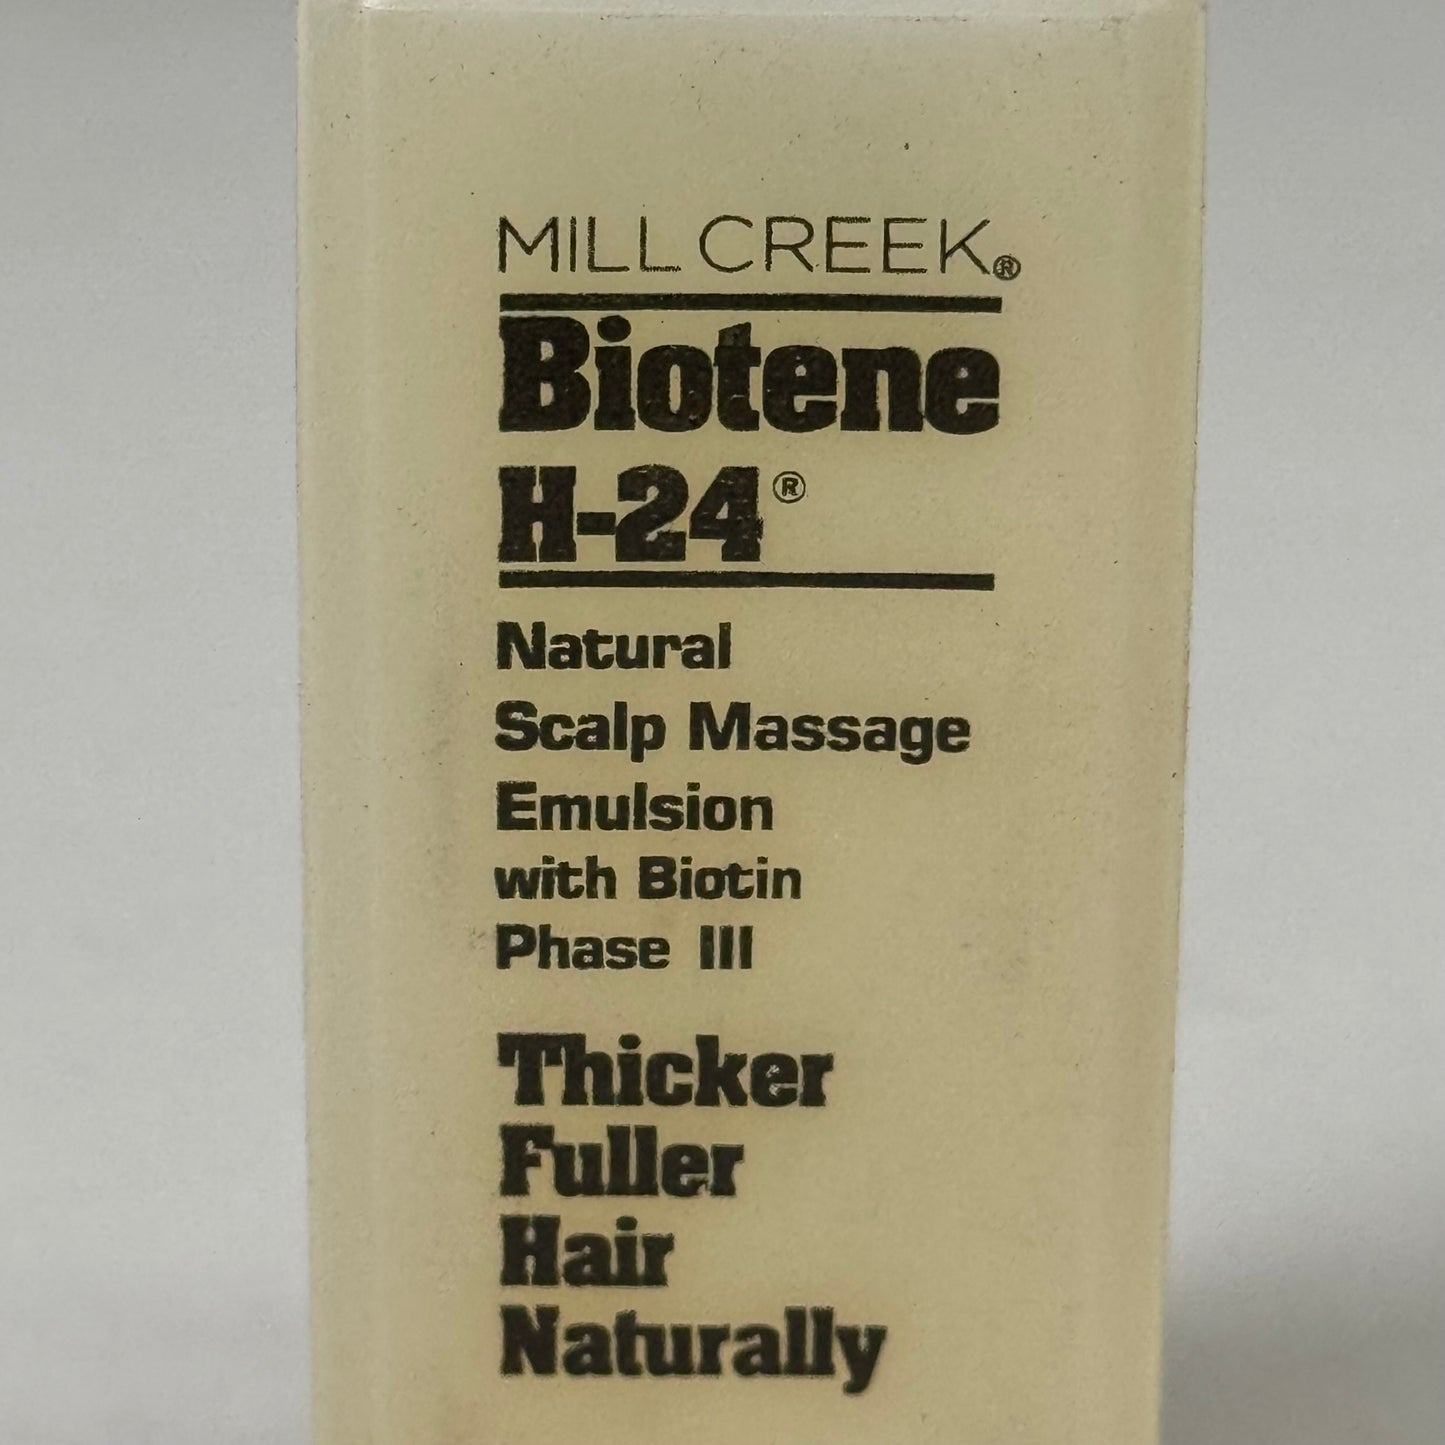 MILL CREEK®
Biotene
H-24®
Natural
Scalp Massage
Emulsion
with Biotin
Phase III
Thicker
Fuller
Hair
Naturally